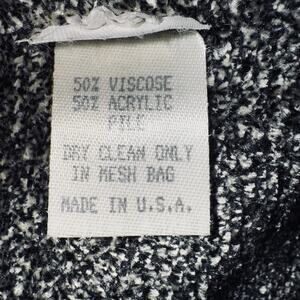 50% VISCOSE
50% ACRYLIC
PILE
DRY CLEAN ONLY
IN MESH BAG
MADE IN U.S.A.